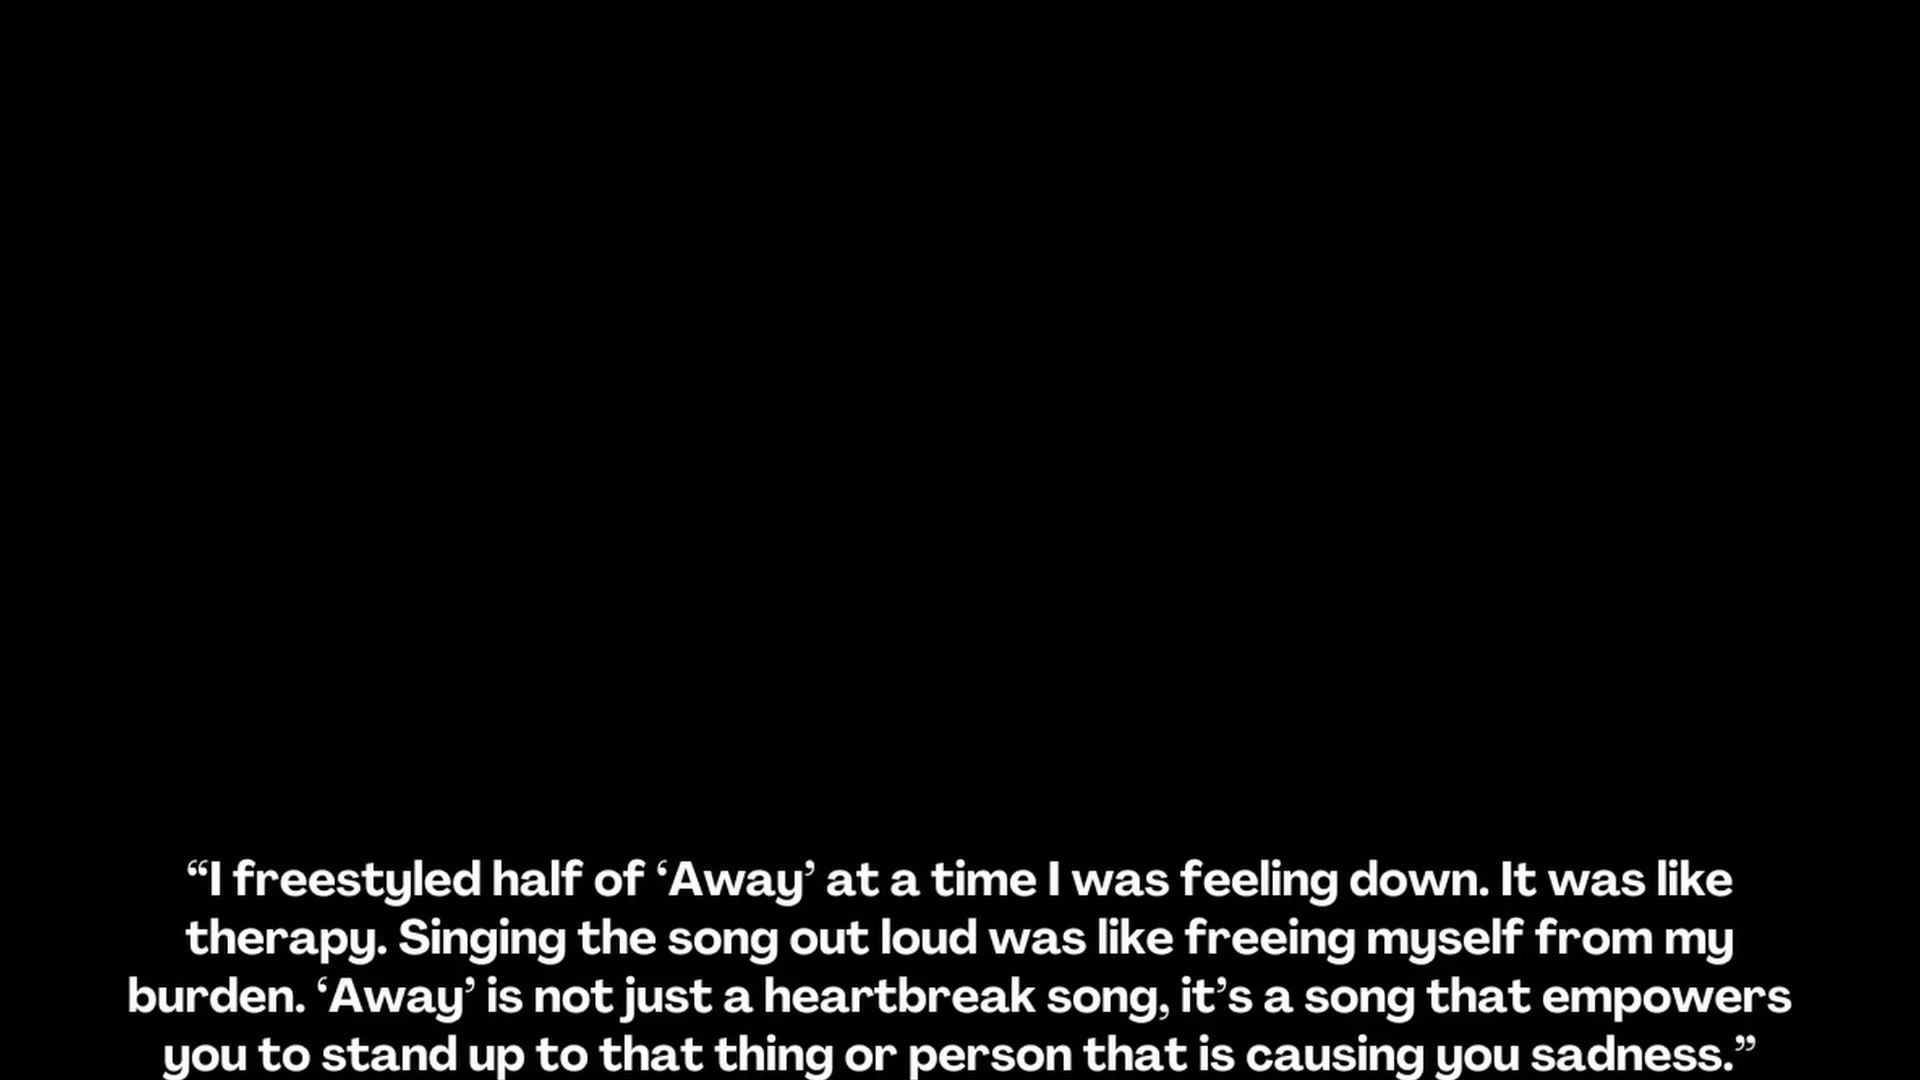 “I freestyled half of ‘Away’ at a time I was feeling down. It was like
therapy. Singing the song out loud was like freeing myself from my
burden. ‘Away’ is not just a heartbreak song, it’s a song that empowers
you to stand up to that thing or person that is causing you sadness.”